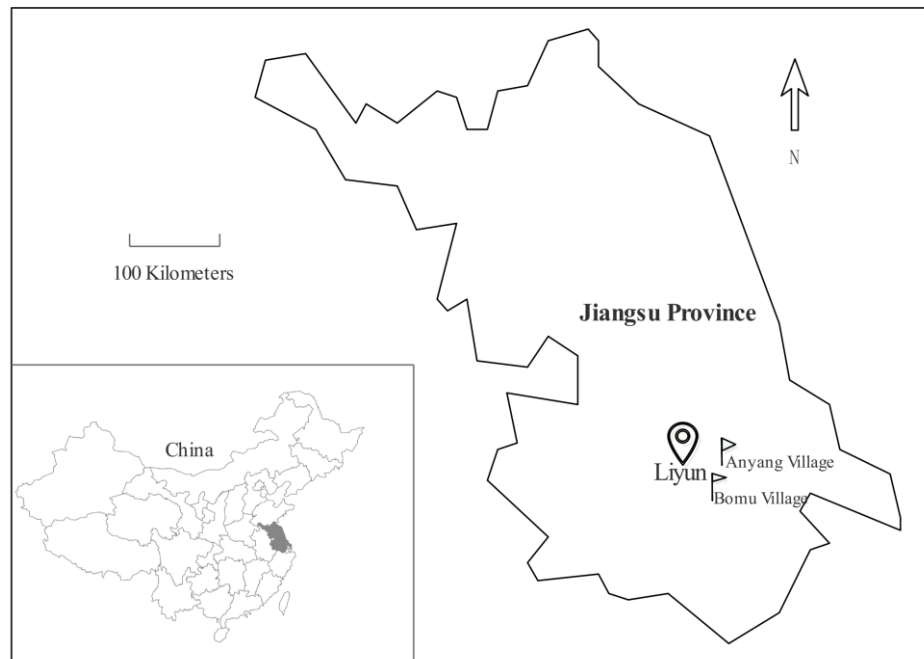 N
100 Kilometers
Jiangsu Province
China
Liyun
Anyang Village
Bomu Village